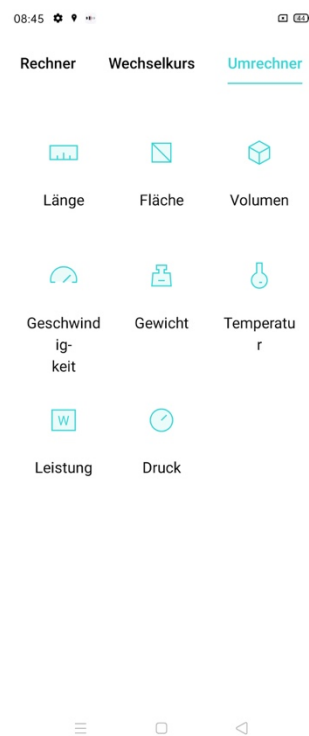 08:45 44
Rechner Wechselkurs Umrechner
Länge Fläche Volumen
Geschwind
ig-
keit
Gewicht
Temperatu
r
W
Leistung Druck